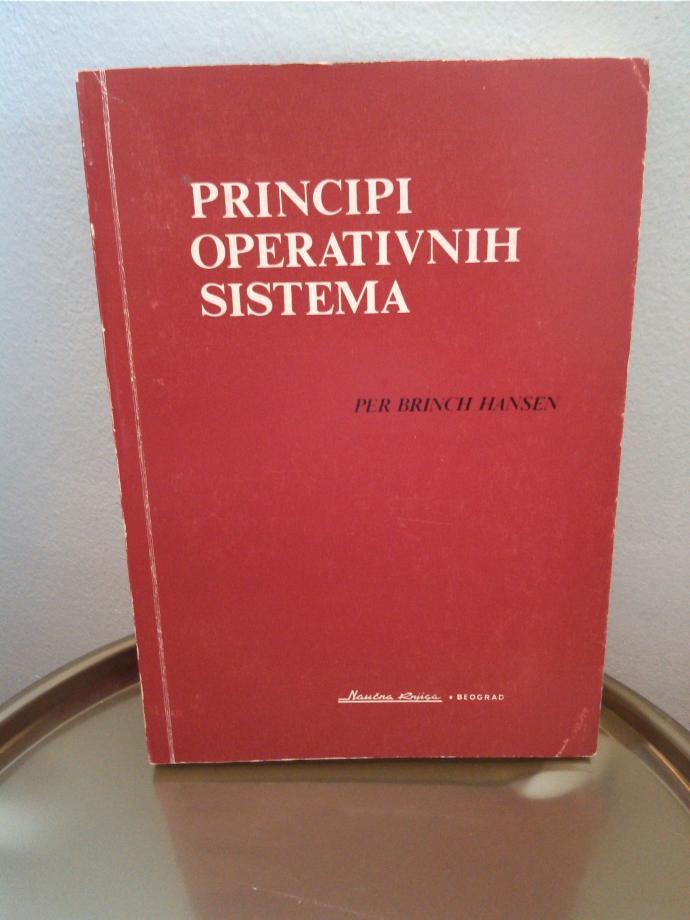 PRINCIPI
OPERATIVNIH
SISTEMA
PER BRINCH HANSEN
Naučna Knjiga • BEOGRAD